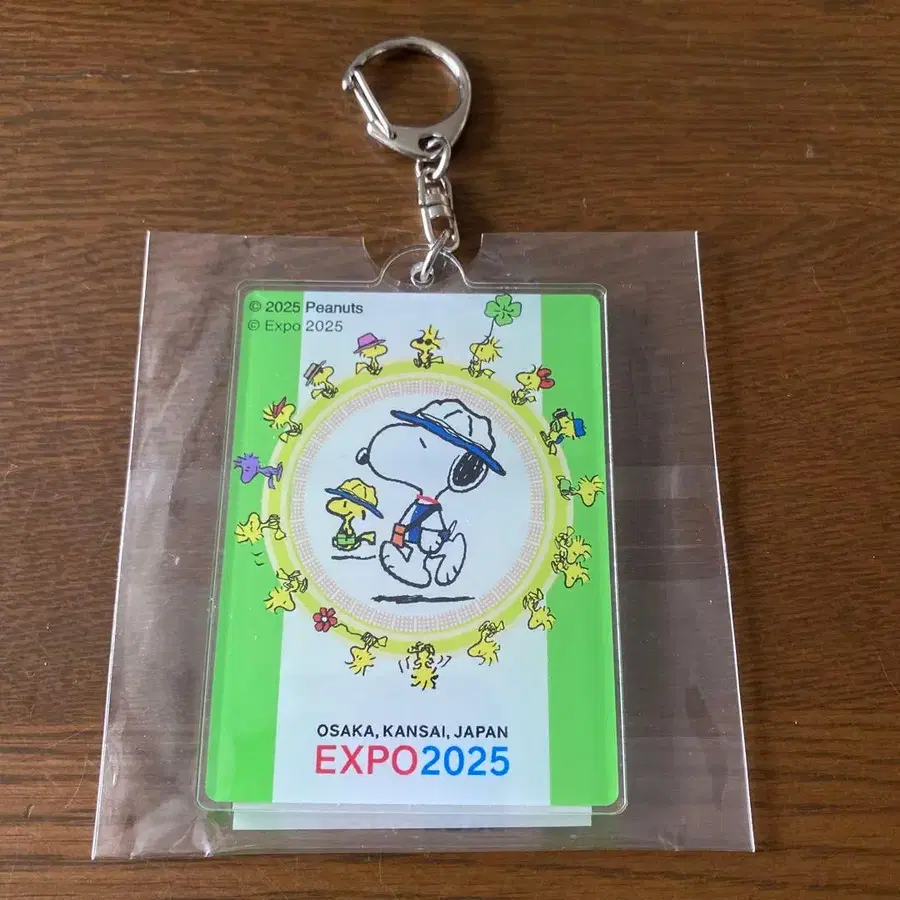 © 2025 Peanuts
© Expo 2025
OSAKA, KANSAI, JAPAN
EXPO2025